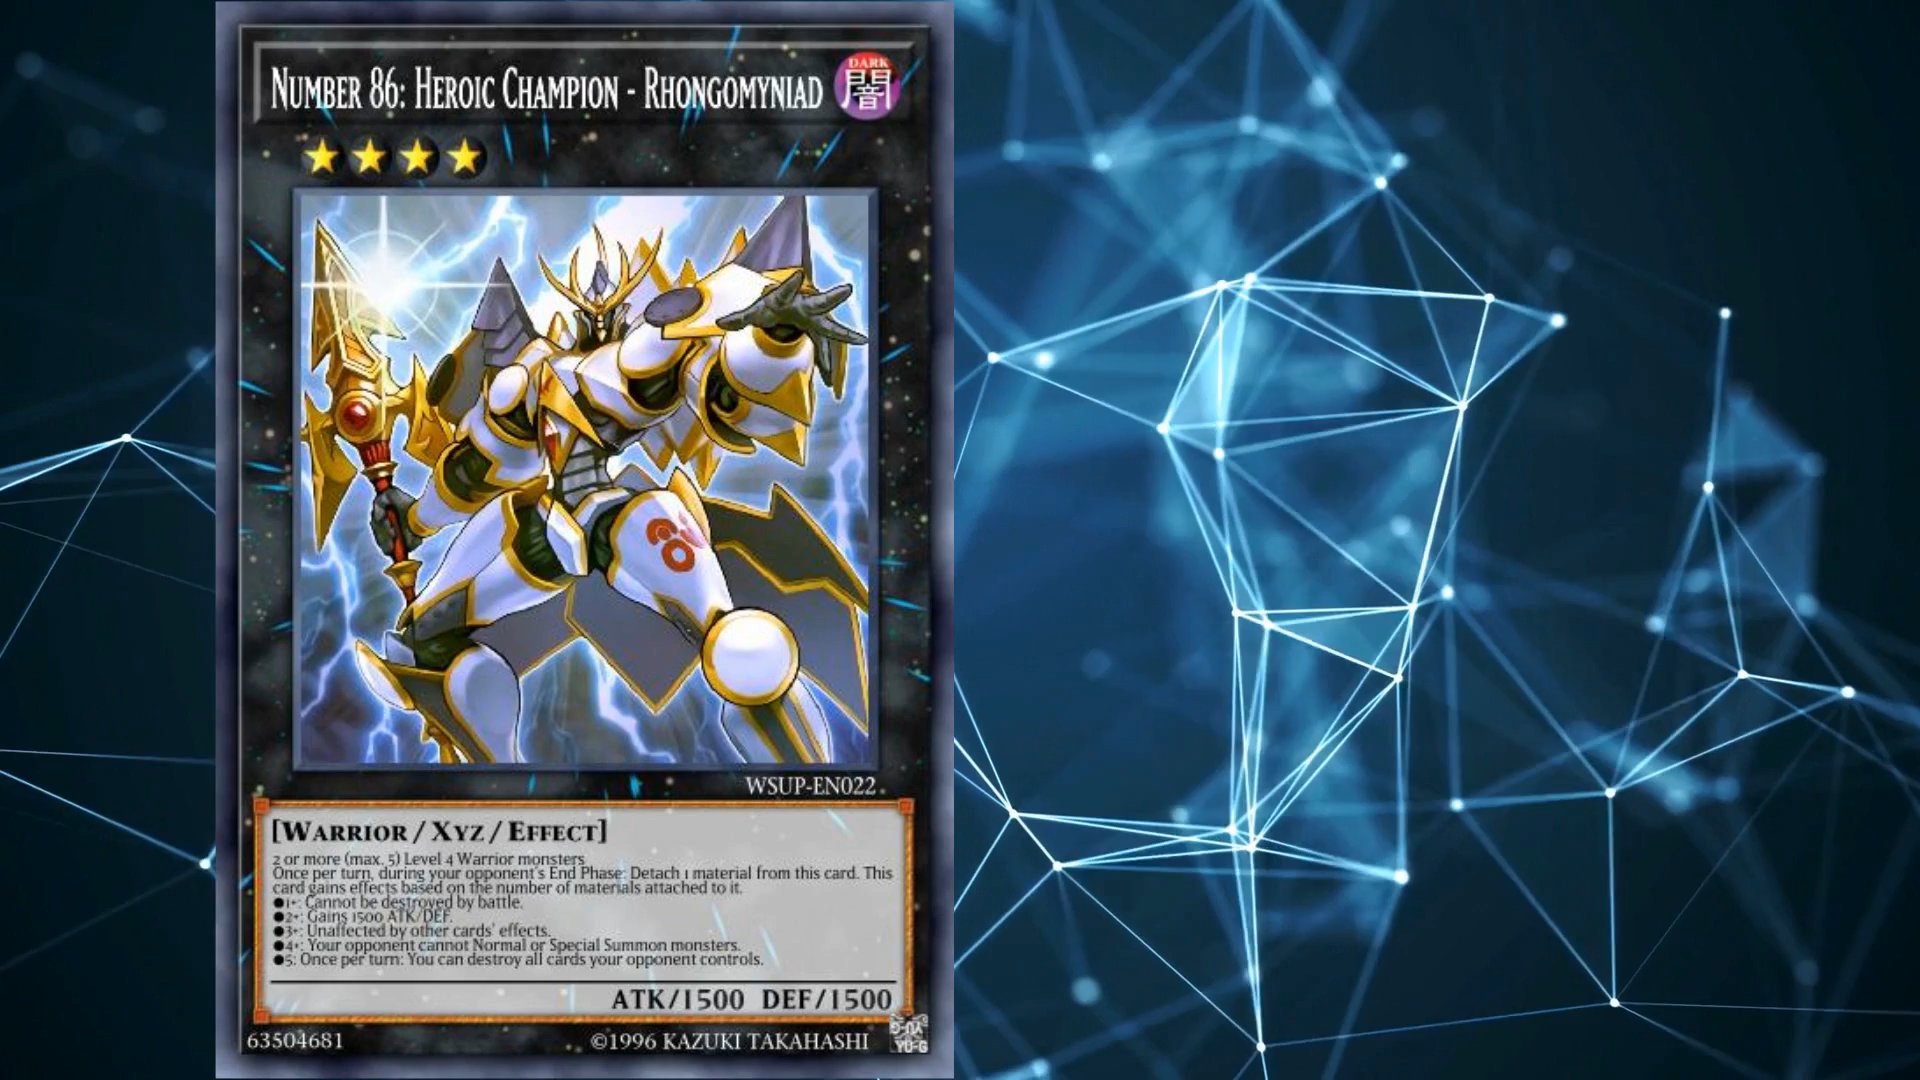 NUMBER 86: HEROIC CHAMPION - RHONGOMYNIAD
DARK
闇
WSUP-EN022
[WARRIOR / XYZ / EFFECT]
2 or more (max. 5) Level 4 Warrior monsters
Once per turn, during your opponent's End Phase: Detach 1 material from this card. This
card gains effects based on the number of materials attached to it.
●1+: Cannot be destroyed by battle.
●2+: Gains 1500 ATK/DEF.
●3+: Unaffected by other cards' effects.
●4+: Your opponent cannot Normal or Special Summon monsters.
●5: Once per turn: You can destroy all cards your opponent controls.
ATK/1500 DEF/1500
63504681 ©1996 KAZUKI TAKAHASHI